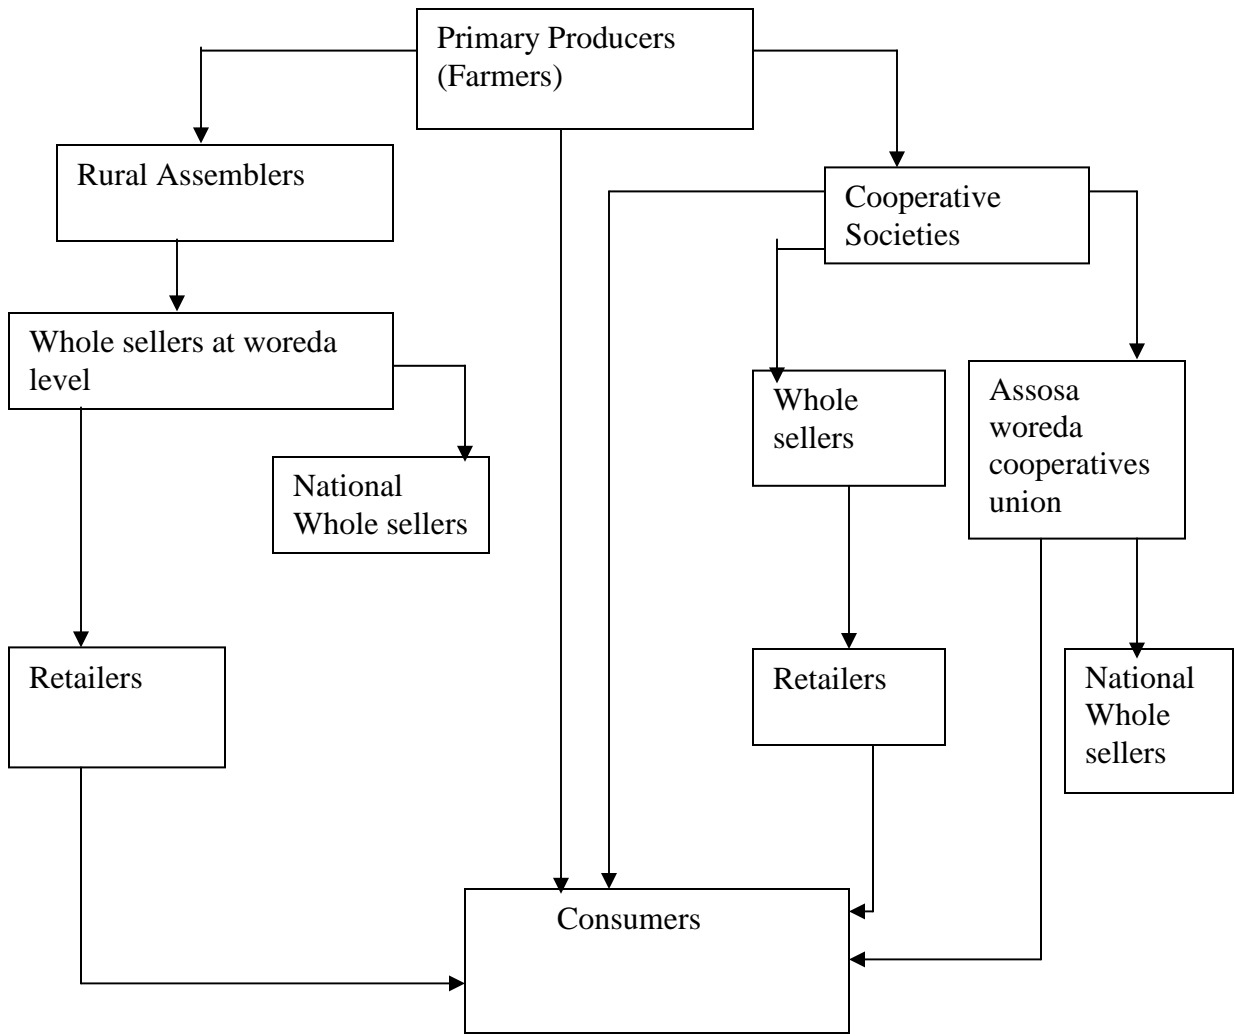 Primary Producers
(Farmers)
Rural Assemblers
Cooperative
Societies
Whole sellers at woreda
level
Whole
sellers
Assosa
woreda
cooperatives
union
National
Whole sellers
Retailers
Retailers
National
Whole
sellers
Consumers